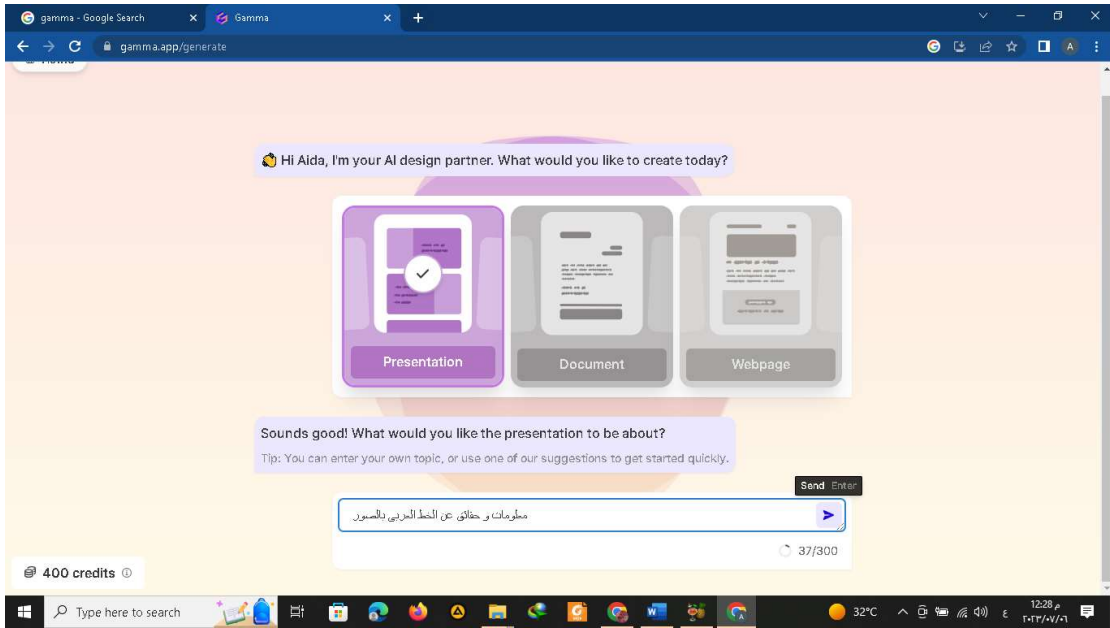 gamma - Google Search
Gamma
gamma.app/generate
A
Hi Aida, I'm your AI design partner. What would you like to create today?
Presentation
Document
Webpage
Sounds good! What would you like the presentation to be about?
Tip: You can enter your own topic, or use one of our suggestions to get started quickly.
Send Enter
معلومات و حقائق عن الخط العربي بالصور
37/300
400 credits
Type here to search
32°C
ع
12:28 م
٢٠٢٣/٠٧/٠٦